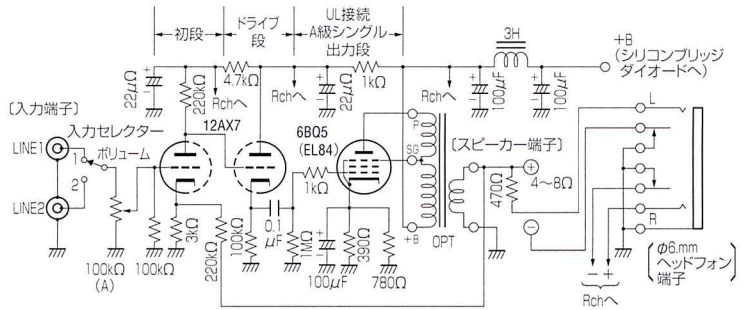 UL接続
A級シングル
出力段
ドライブ
段
初段
3H
+B
(シリコンブリッジ
ダイオードへ)
22μΩ
220kΩ
4.7kΩ
Rchへ
22μΩ
Rchへ
1kΩ
Rchへ
100μF
100μF
〔入力端子〕
入力セレクター
LINE1
1
ボリューム
2
LINE2
12AX7
6BQ5
(EL84)
P
SG
+B
OPT
〔スピーカー端子〕
+
4〜8Ω
470Ω
−
L
R
1kΩ
100kΩ
(A)
100kΩ
3kΩ
220kΩ
100kΩ
0.1
μF
1MΩ
100μF
390Ω
780Ω
− +
Rchへ
φ6.mm
ヘッドフォン
端子